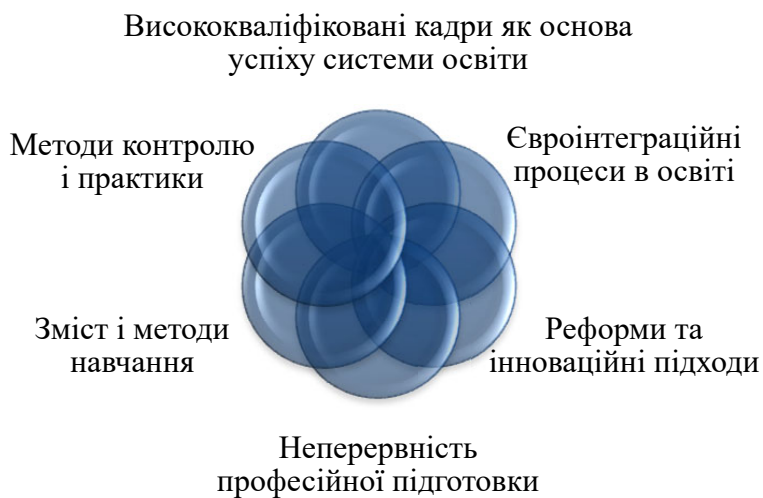 Висококваліфіковані кадри як основа
успіху системи освіти
Методи контролю
і практики
Євроінтеграційні
процеси в освіті
Зміст і методи
навчання
Реформи та
інноваційні підходи
Неперервність
професійної підготовки